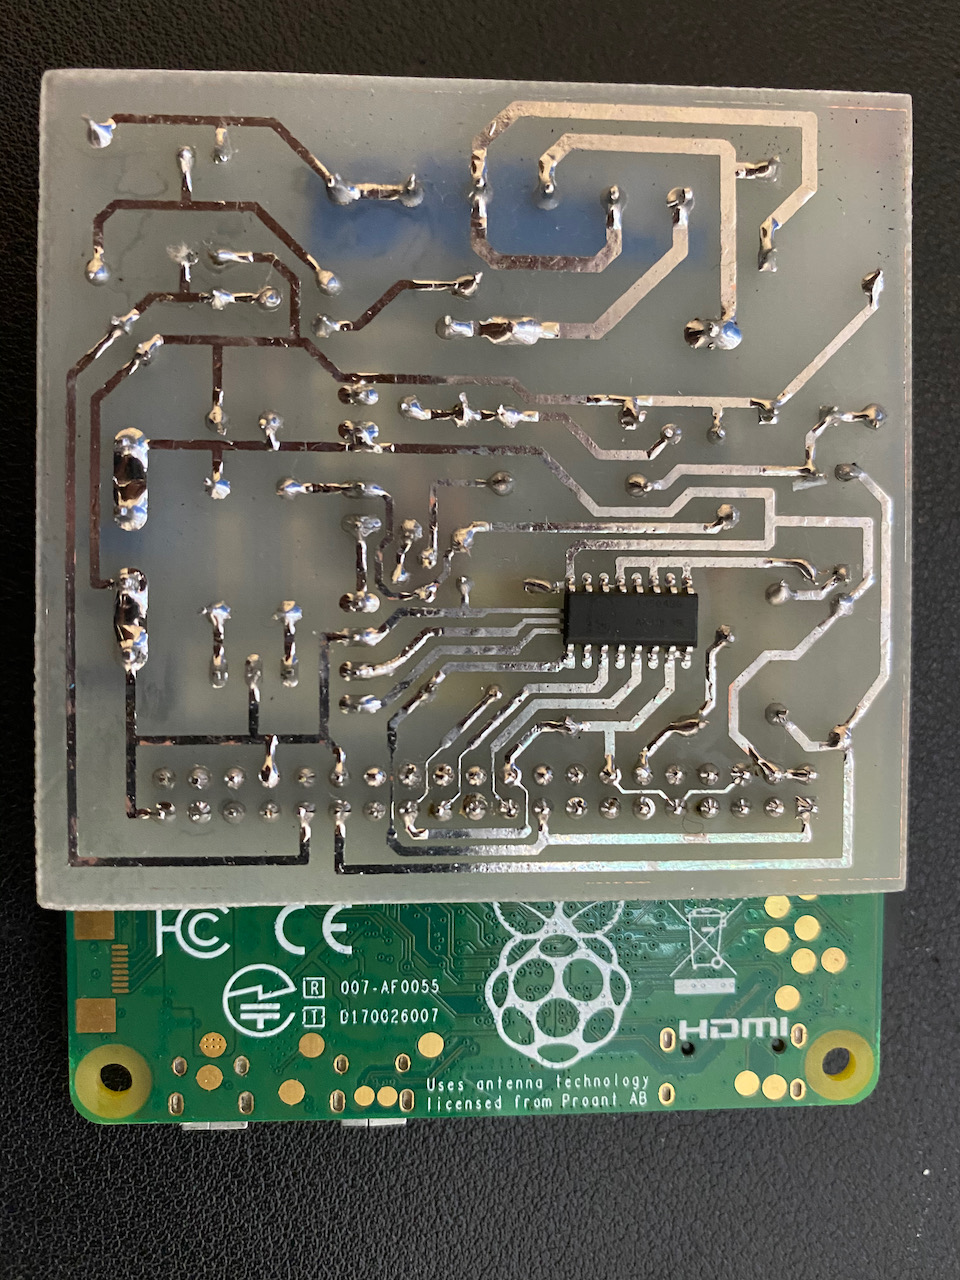 FC CE
R 007-AF0055
T D170026007
HDMI
Uses antenna technology
licensed from Proant AB